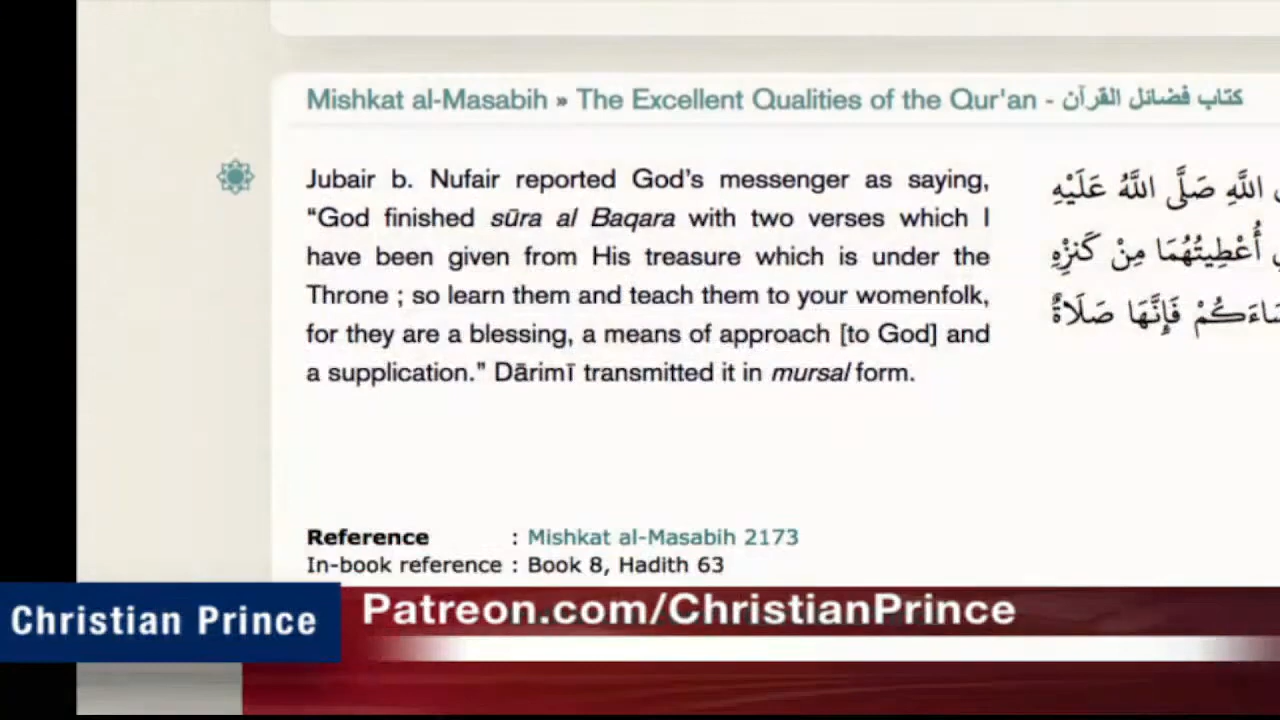 Mishkat al-Masabih » The Excellent Qualities of the Qur'an - كتاب فضائل القرآن
Jubair b. Nufair reported God’s messenger as saying,
“God finished sūra al Baqara with two verses which I
have been given from His treasure which is under the
Throne ; so learn them and teach them to your womenfolk,
for they are a blessing, a means of approach [to God] and
a supplication.” Dārimī transmitted it in mursal form.
اللَّهِ صَلَّى اللَّهُ عَلَيْهِ
أُعْطِيتُهُمَا مِنْ كَنْزِهِ
فَإِنَّهَا صَلَاةٌ
Reference : Mishkat al-Masabih 2173
In-book reference : Book 8, Hadith 63
Christian Prince
Patreon.com/ChristianPrince